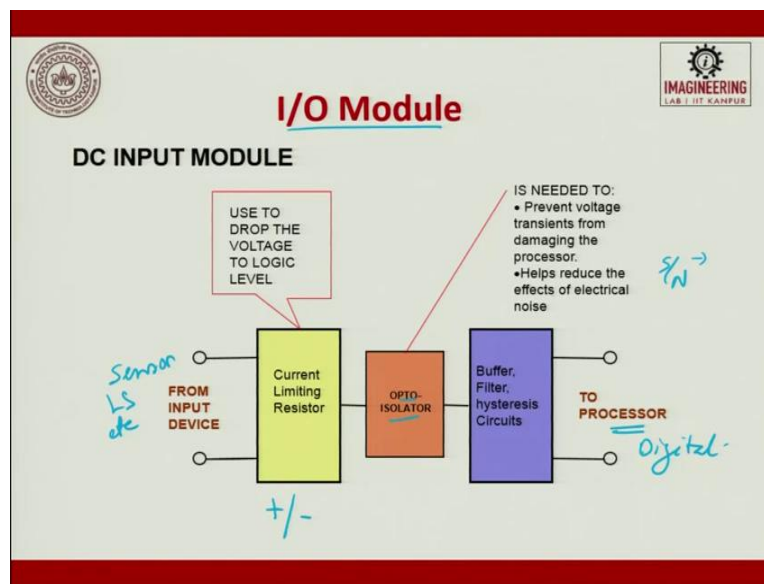 IMAGINEERING
LAB | IIT KANPUR
I/O Module
DC INPUT MODULE
USE TO
DROP THE
VOLTAGE
TO LOGIC
LEVEL
IS NEEDED TO:
• Prevent voltage
transients from
damaging the
processor.
•Helps reduce the
effects of electrical
noise
S/N →
Sensor
LS
etc
FROM
INPUT
DEVICE
Current
Limiting
Resistor
OPTO-
ISOLATOR
Buffer,
Filter,
hysteresis
Circuits
TO
PROCESSOR
Digital
+/-